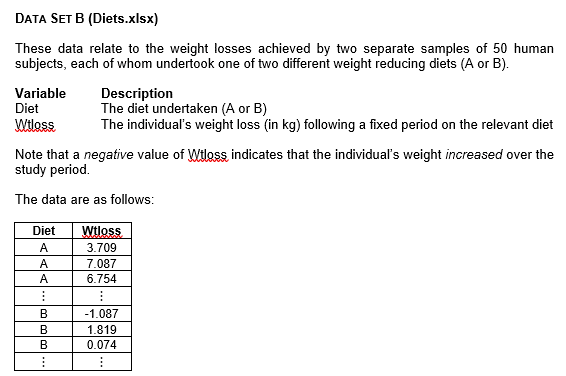 DATA SET B (Diets.xlsx)
These data relate to the weight losses achieved by two separate samples of 50 human
subjects, each of whom undertook one of two different weight reducing diets (A or B).
Variable Description
Diet The diet undertaken (A or B)
Wtloss The individual's weight loss (in kg) following a fixed period on the relevant diet
Note that a negative value of Wtloss indicates that the individual's weight increased over the
study period.
The data are as follows:
Diet Wtloss
A 3.709
A 7.087
A 6.754
⋮ ⋮
B -1.087
B 1.819
B 0.074
⋮ ⋮